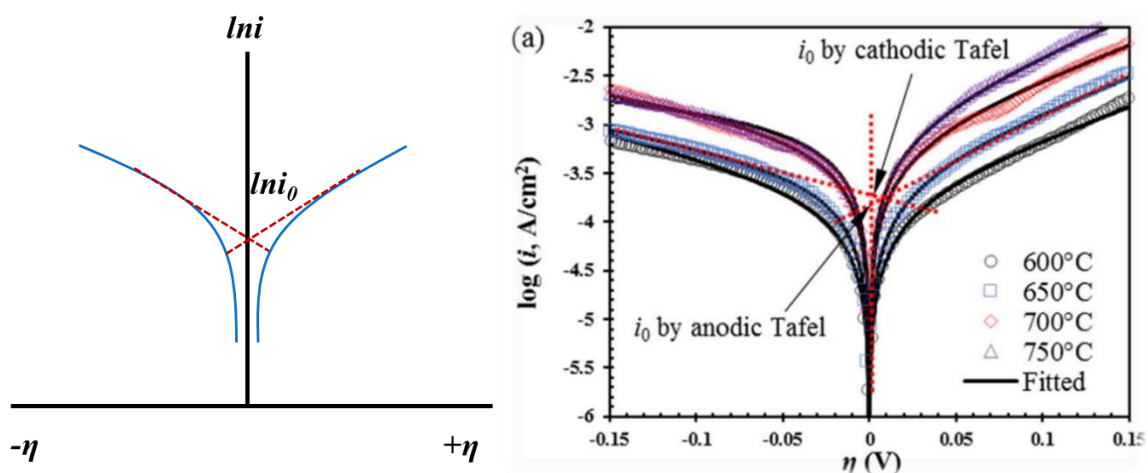 lni
lni0
-η
+η
(a)
i0 by cathodic Tafel
i0 by anodic Tafel
log (i, A/cm2)
-2
-2.5
-3
-3.5
-4
-4.5
-5
-5.5
-6
600°C
650°C
700°C
750°C
Fitted
-0.15
-0.1
-0.05
0
0.05
0.1
0.15
η (V)